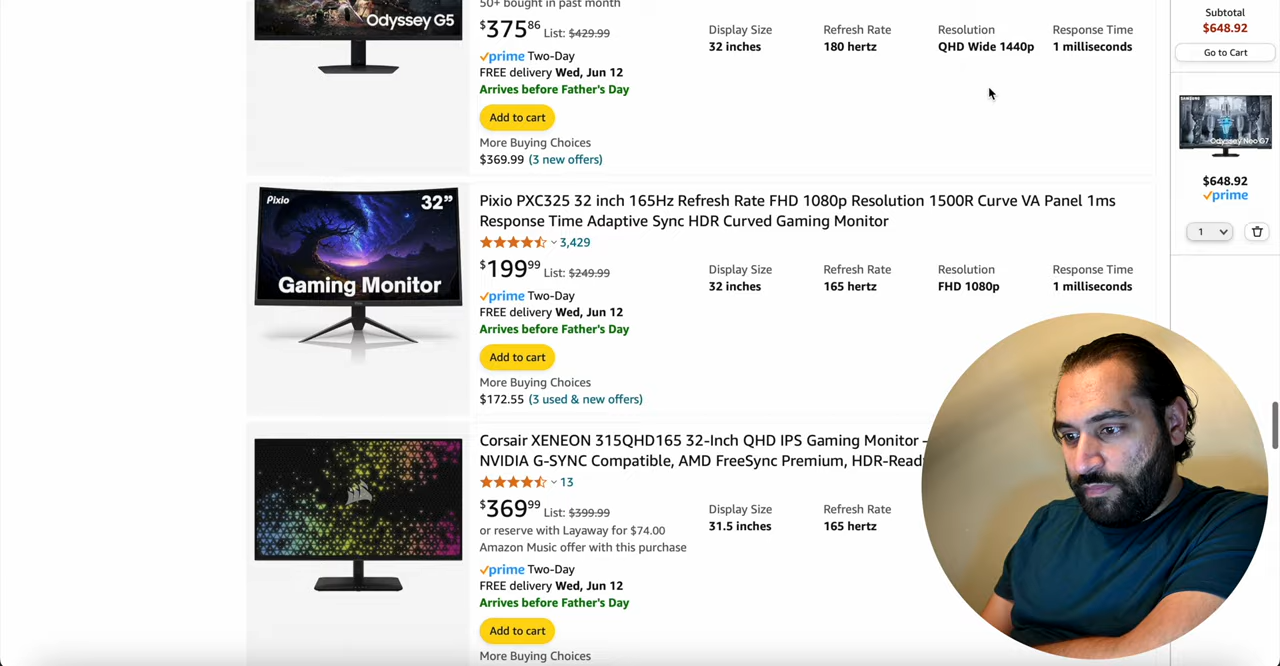 Odyssey G5
50+ bought in past month
$37586 List: $429.99
prime Two-Day
FREE delivery Wed, Jun 12
Arrives before Father's Day
Add to cart
More Buying Choices
$369.99 (3 new offers)
Display Size
32 inches
Refresh Rate
180 hertz
Resolution
QHD Wide 1440p
Response Time
1 milliseconds
Subtotal
$648.92
Go to Cart
SAMSUNG
Odyssey Neo G7
$648.92
prime
1
Pixio
32”
Gaming Monitor
Pixio PXC325 32 inch 165Hz Refresh Rate FHD 1080p Resolution 1500R Curve VA Panel 1ms
Response Time Adaptive Sync HDR Curved Gaming Monitor
3,429
$19999 List: $249.99
prime Two-Day
FREE delivery Wed, Jun 12
Arrives before Father's Day
Add to cart
More Buying Choices
$172.55 (3 used & new offers)
Display Size
32 inches
Refresh Rate
165 hertz
Resolution
FHD 1080p
Response Time
1 milliseconds
Corsair XENEON 315QHD165 32-Inch QHD IPS Gaming Monitor -
NVIDIA G-SYNC Compatible, AMD FreeSync Premium, HDR-Read
13
$36999 List: $399.99
or reserve with Layaway for $74.00
Amazon Music offer with this purchase
prime Two-Day
FREE delivery Wed, Jun 12
Arrives before Father's Day
Add to cart
More Buying Choices
Display Size
31.5 inches
Refresh Rate
165 hertz